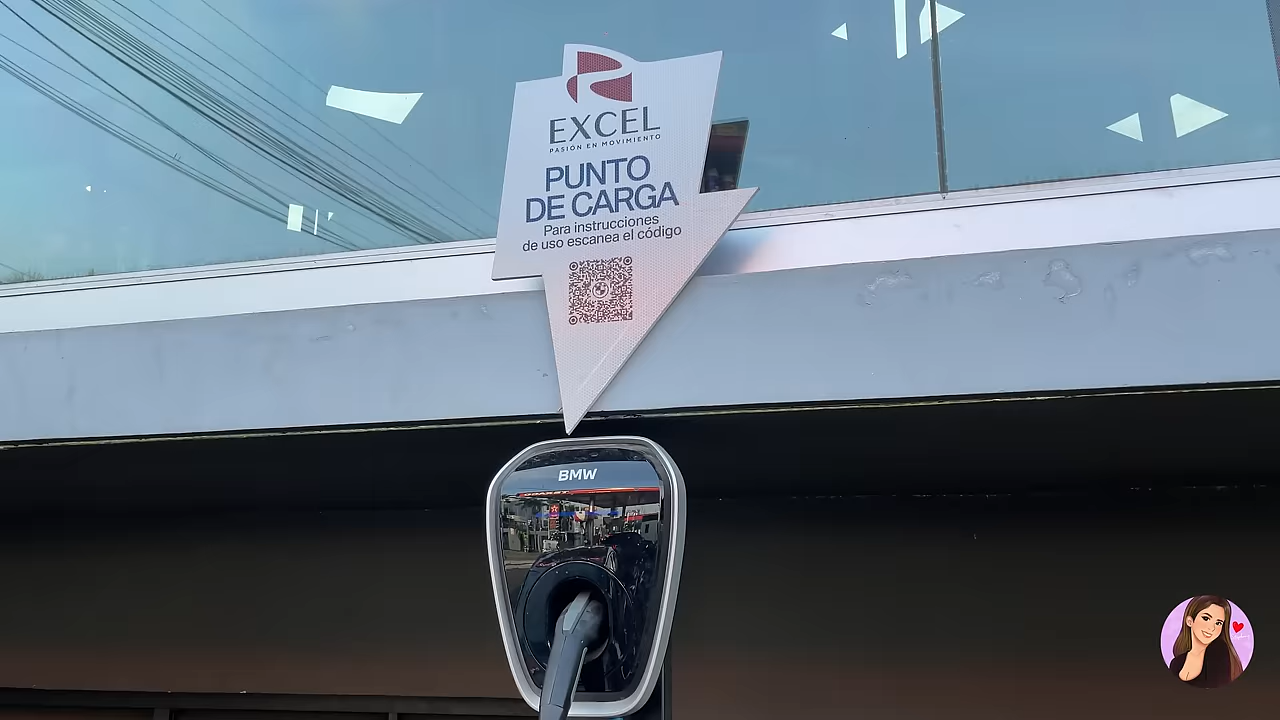 EXCEL
PASIÓN EN MOVIMIENTO
PUNTO
DE CARGA
Para instrucciones
de uso escanea el código
BMW